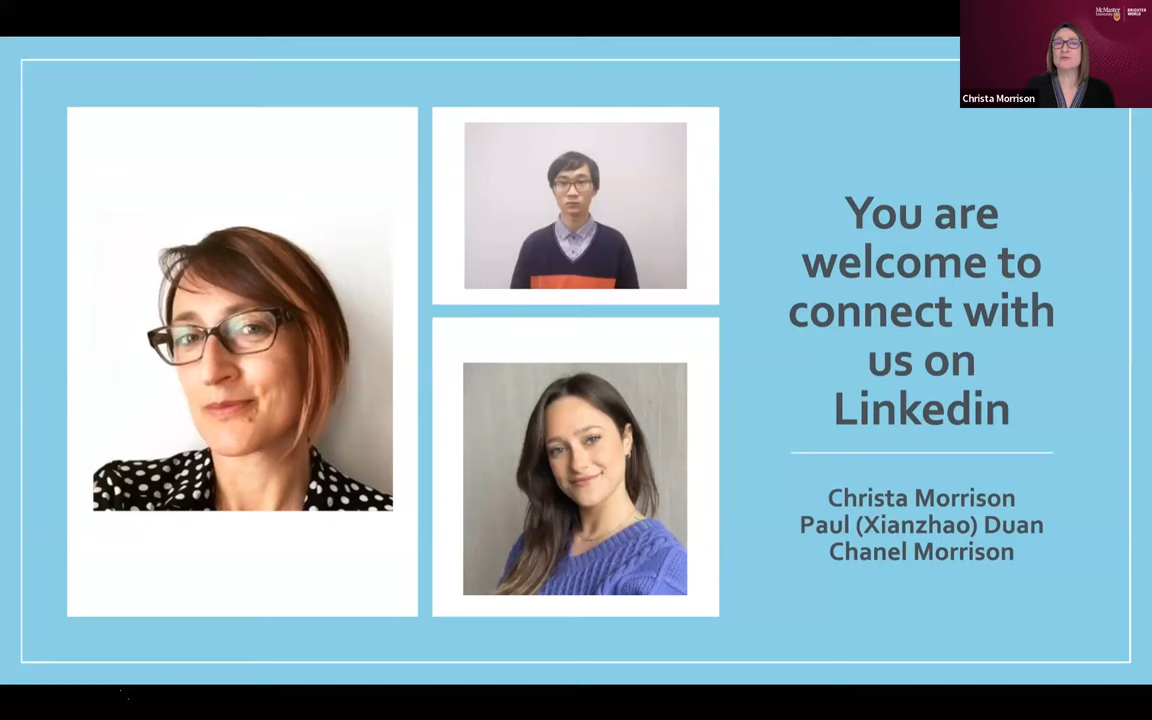 McMaster
University
BRIGHTER
WORLD
Christa Morrison
You are
welcome to
connect with
us on
Linkedin
Christa Morrison
Paul (Xianzhao) Duan
Chanel Morrison